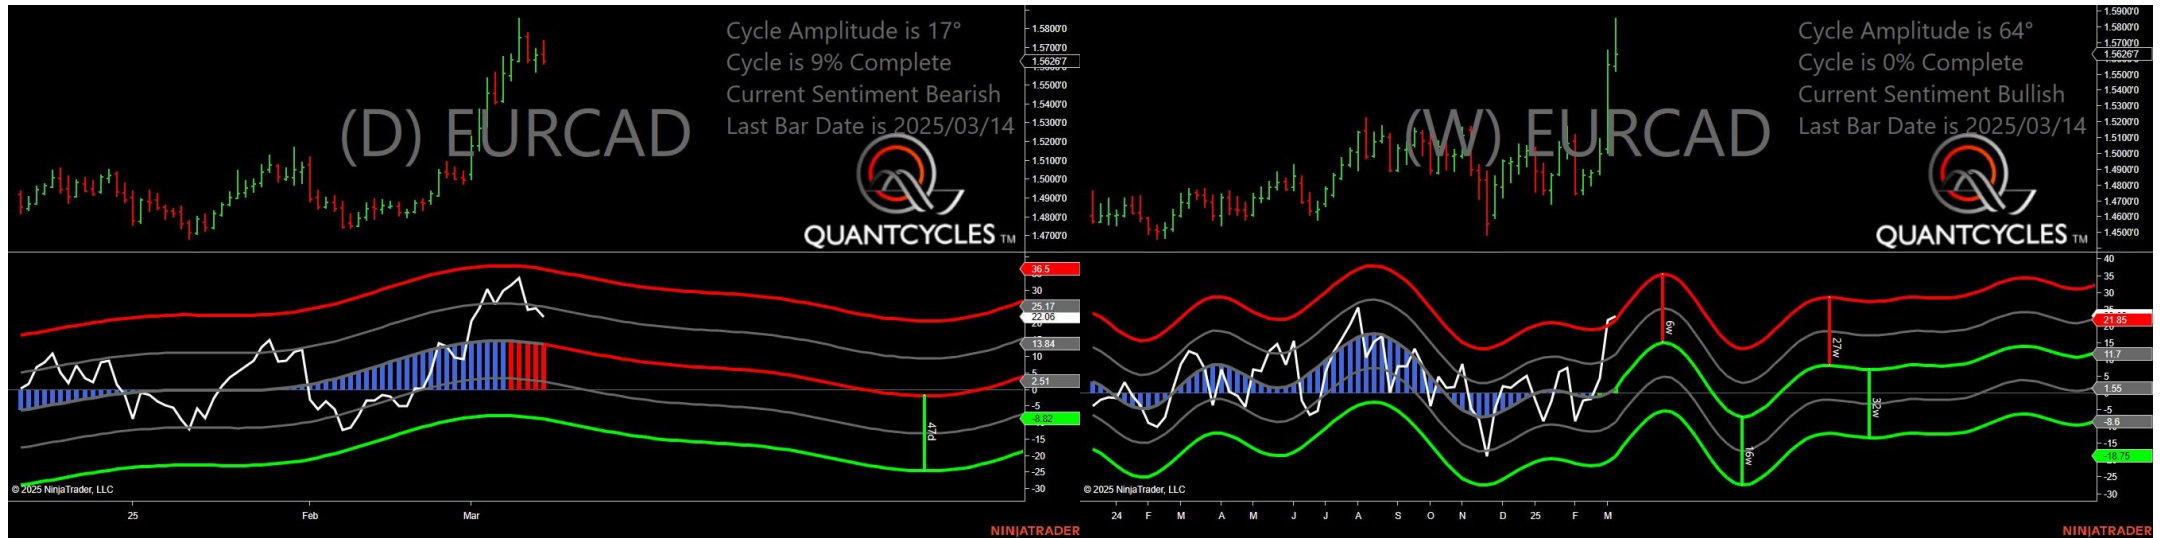 Cycle Amplitude is 17°
Cycle is 9% Complete
Current Sentiment Bearish
Last Bar Date is 2025/03/14
(D) EURCAD
QUANTCYCLES TM
1.5800'0
1.5700'0
1.5626'7
1.5500'0
1.5400'0
1.5300'0
1.5200'0
1.5100'0
1.5000'0
1.4900'0
1.4800'0
1.4700'0
36.5
30
25.17
22.06
13.84
10
5
2.51
-5
-8.82
-15
-20
-25
-30
47d
© 2025 NinjaTrader, LLC
25 Feb Mar
NINJATRADER
Cycle Amplitude is 64°
Cycle is 0% Complete
Current Sentiment Bullish
Last Bar Date is 2025/03/14
(W) EURCAD
QUANTCYCLES TM
1.5900'0
1.5800'0
1.5700'0
1.5626'7
1.5500'0
1.5400'0
1.5300'0
1.5200'0
1.5100'0
1.5000'0
1.4900'0
1.4800'0
1.4700'0
1.4600'0
1.4500'0
40
35
30
25
21.85
15
11.7
5
1.55
-5
-8.6
-15
-18.75
-25
-30
6w
16w
27w
32w
© 2025 NinjaTrader, LLC
24 F M A M J J A S O N D 25 F M
NINJATRADER